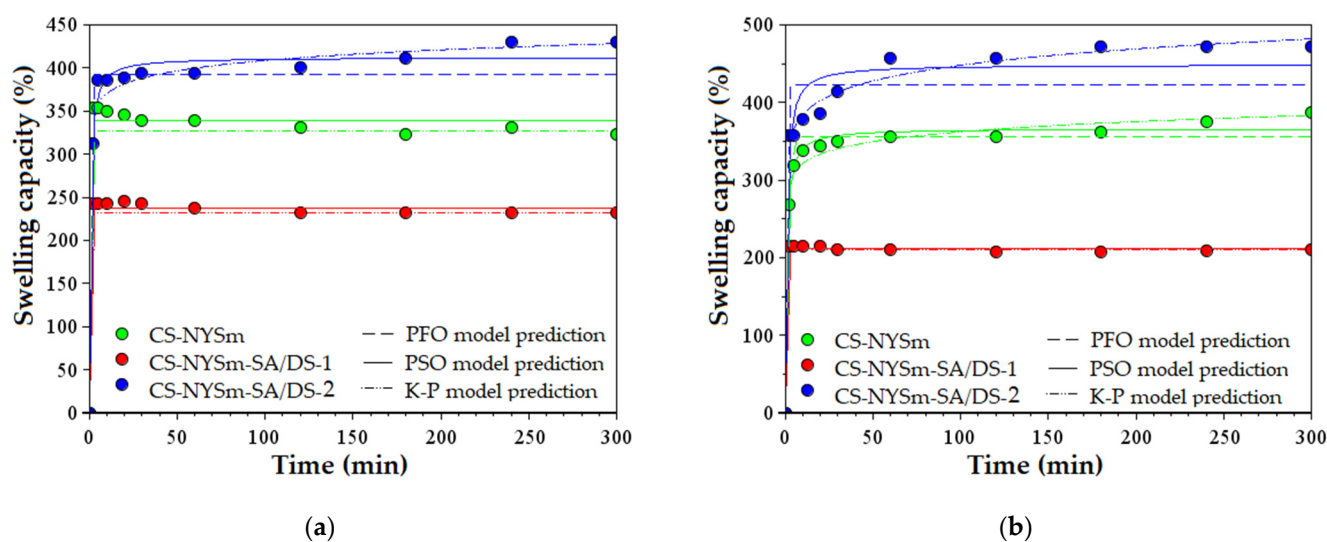 450
400
350
300
250
200
150
100
50
0
Swelling capacity (%)
CS-NYSm
CS-NYSm-SA/DS-1
CS-NYSm-SA/DS-2
PFO model prediction
PSO model prediction
K-P model prediction
0 50 100 150 200 250 300
Time (min)
(a)
500
400
300
200
100
0
Swelling capacity (%)
CS-NYSm
CS-NYSm-SA/DS-1
CS-NYSm-SA/DS-2
PFO model prediction
PSO model prediction
K-P model prediction
0 50 100 150 200 250 300
Time (min)
(b)